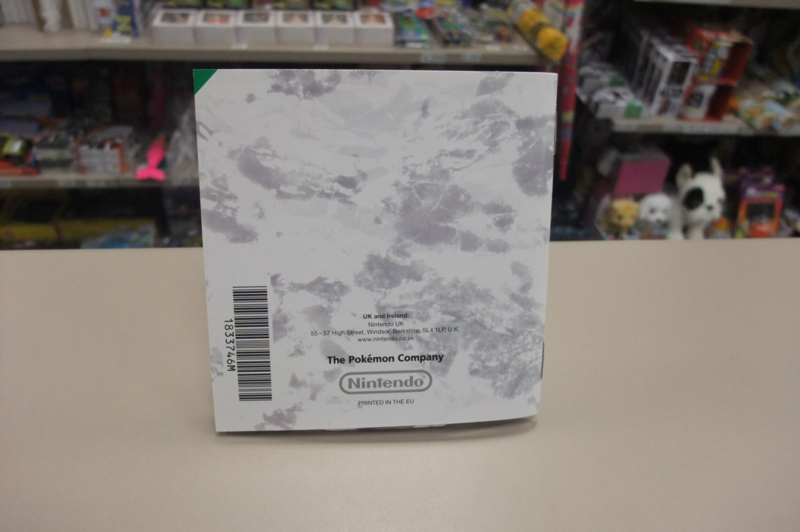 UK and Ireland:
Nintendo UK
55 - 57 High Street, Windsor, Berkshire, SL4 1LP, U.K.
www.nintendo.co.uk
The Pokémon Company
Nintendo
PRINTED IN THE EU
1833746M